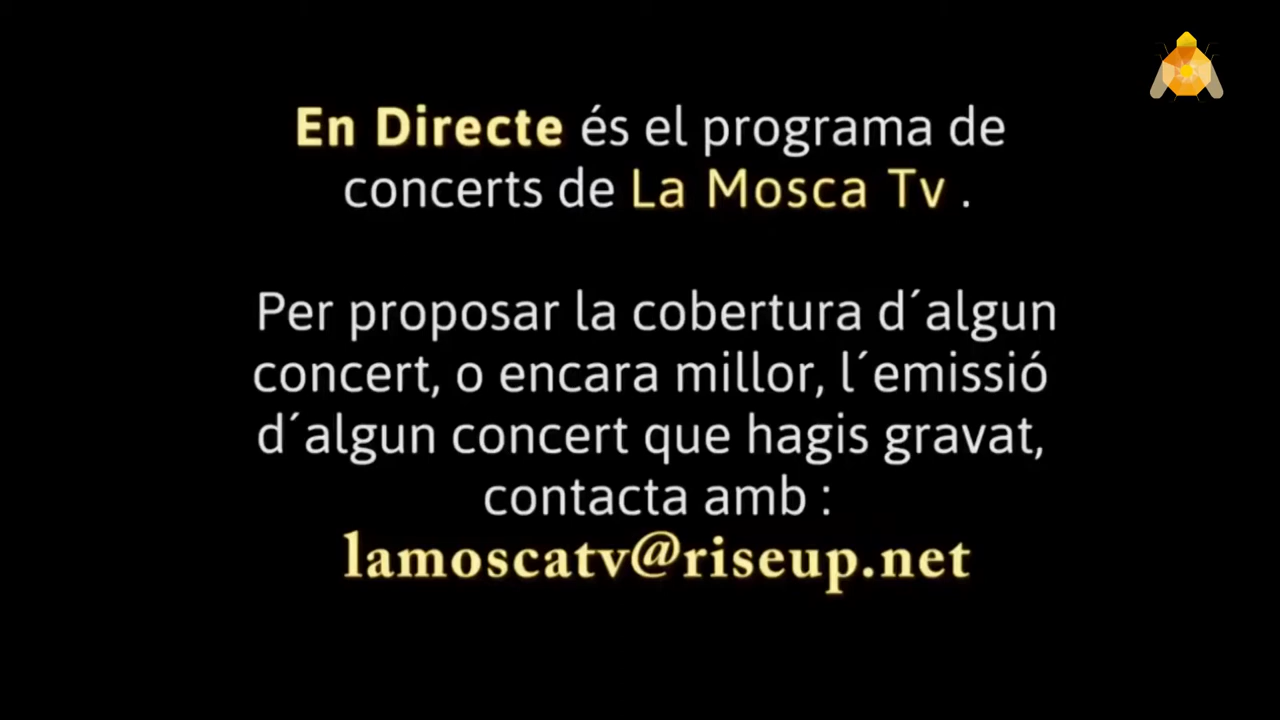 En Directe és el programa de
concerts de La Mosca Tv .
Per proposar la cobertura d´algun
concert, o encara millor, l´emissió
d´algun concert que hagis gravat,
contacta amb :
lamoscatv@riseup.net